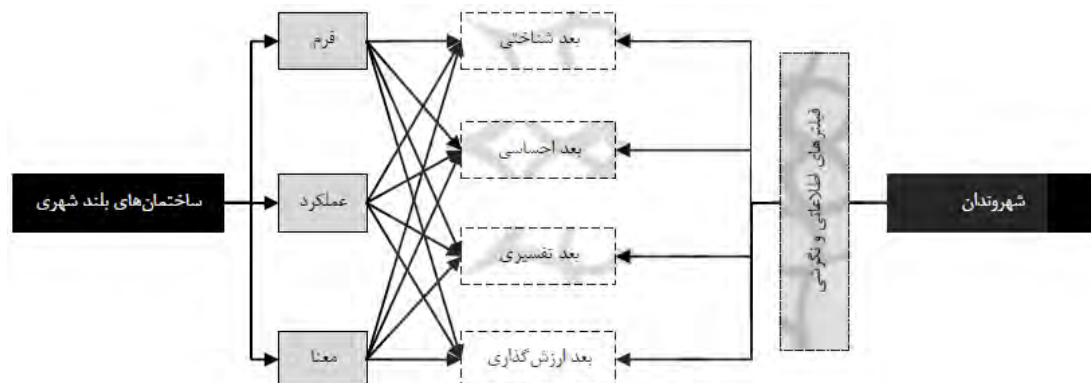 فرم
بعد شناختی
بعد احساسی
ساختمان‌های بلند شهری
عملکرد
فیلترهای اطلاعاتی و نگرشی
شهروندان
بعد تفسیری
معنا
بعد ارزش‌گذاری